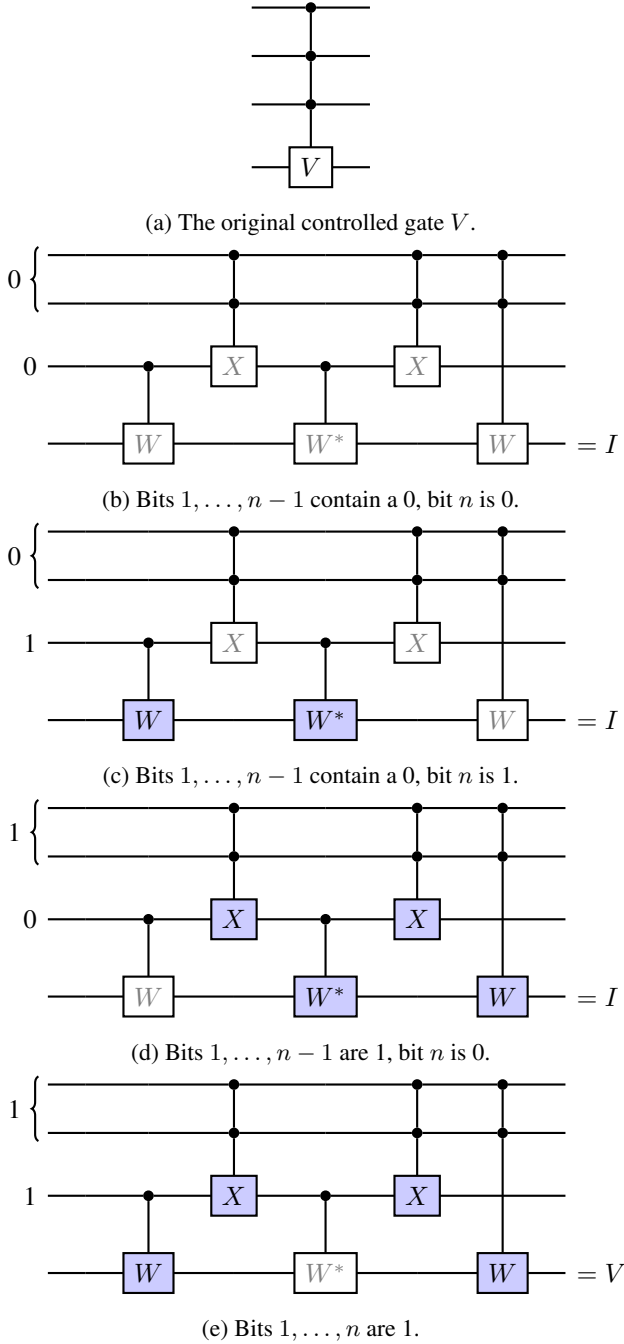 V
(a) The original controlled gate V.
0
X X
0
W W* W = I
(b) Bits 1, . . . , n − 1 contain a 0, bit n is 0.
0
X X
1
W W* W = I
(c) Bits 1, . . . , n − 1 contain a 0, bit n is 1.
1
X X
0
W W* W = I
(d) Bits 1, . . . , n − 1 are 1, bit n is 0.
1
X X
1
W W* W = V
(e) Bits 1, . . . , n are 1.